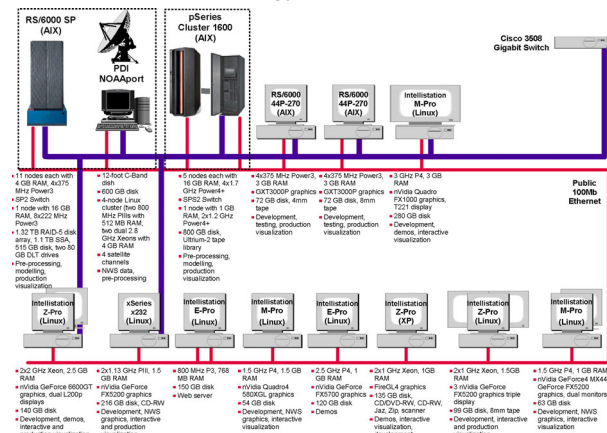 RS/6000 SP
(AIX)
PDI
NOAAport
pSeries
Cluster 1600
(AIX)
RS/6000
44P-270
(AIX)
RS/6000
44P-270
(AIX)
Intellistation
M-Pro
(Linux)
Cisco 3508
Gigabit Switch
Public
100Mb
Ethernet
11 nodes each with
4 GB RAM, 4x375
MHz Power3
SP2 Switch
1 node with 16 GB
RAM, 8x222 MHz
Power3
1.32 TB RAID-5 disk
array, 1.1 TB SSA,
515 GB disk, two 80
GB DLT drives
Pre-processing,
modelling,
production
visualization
12-foot C-Band
dish
600 GB disk
4-node Linux
cluster (two 800
MHz PIIIs with
512 MB RAM,
two dual 2.8
GHz Xeons with
4 GB RAM)
4 satellite
channels
NWS data,
pre-processing
5 nodes each with
16 GB RAM, 4x1.7
GHz Power4+
SPS2 Switch
1 node with 1 GB
RAM, 2x1.2 GHz
Power4+
800 GB disk,
Ultrium-2 tape
library
Pre-processing,
modelling,
production
visualization
4x375 MHz Power3,
3 GB RAM
GXT3000P graphics
72 GB disk, 4mm
tape
Development,
testing, production
visualization
4x375 MHz Power3,
3 GB RAM
GXT3000P graphics
72 GB disk, 8mm
tape
Development,
testing, production
visualization
3 GHz P4, 3 GB
RAM
nVidia Quadro
FX1000 graphics,
T221 display
280 GB disk
Development,
demos, interactive
visualization
Intellistation
Z-Pro
(Linux)
xSeries
x232
(Linux)
Intellistation
E-Pro
(Linux)
Intellistation
M-Pro
(Linux)
Intellistation
E-Pro
(Linux)
Intellistation
Z-Pro
(XP)
Intellistation
Z-Pro
(Linux)
Intellistation
M-Pro
(Linux)
2x2 GHz Xeon, 2.5 GB
RAM
nVidia GeForce 6600GT
graphics, dual L200p
displays
140 GB disk
Development, demos,
interactive and
production visualization
2x1.13 GHz PIII, 1.5
GB RAM
nVidia GeForce
FX5200 graphics
216 GB disk, CD-RW
Development, NWS
graphics, interactive
and production
visualization
800 MHz P3, 768
MB RAM
150 GB disk
Web server
1.5 GHz P4, 1.5 GB
RAM
nVidia Quadro4
580XGL graphics
54 GB disk
Development, NWS
graphics, interactive
visualization
2.5 GHz P4, 1
GB RAM
nVidia GeForce
FX5700 graphics
120 GB disk
Demos
2x1 GHz Xeon, 1GB
RAM
FireGL4 graphics
135 GB disk,
CD/DVD-RW, CD-RW,
Jaz, Zip, scanner
Demos, interactive
visualization,
development
2x1 GHz Xeon, 1.5GB
RAM
3 nVidia GeForce
FX5200 graphics triple
display
99 GB disk, 8mm tape
Development, demos,
interactive and
production
visualization
1.5 GHz P4, 1 GB RAM
nVidia GeForce4 MX440
GeForce FX5200
graphics, dual monitors
63 GB disk
Development, NWS
graphics, interactive
visualization